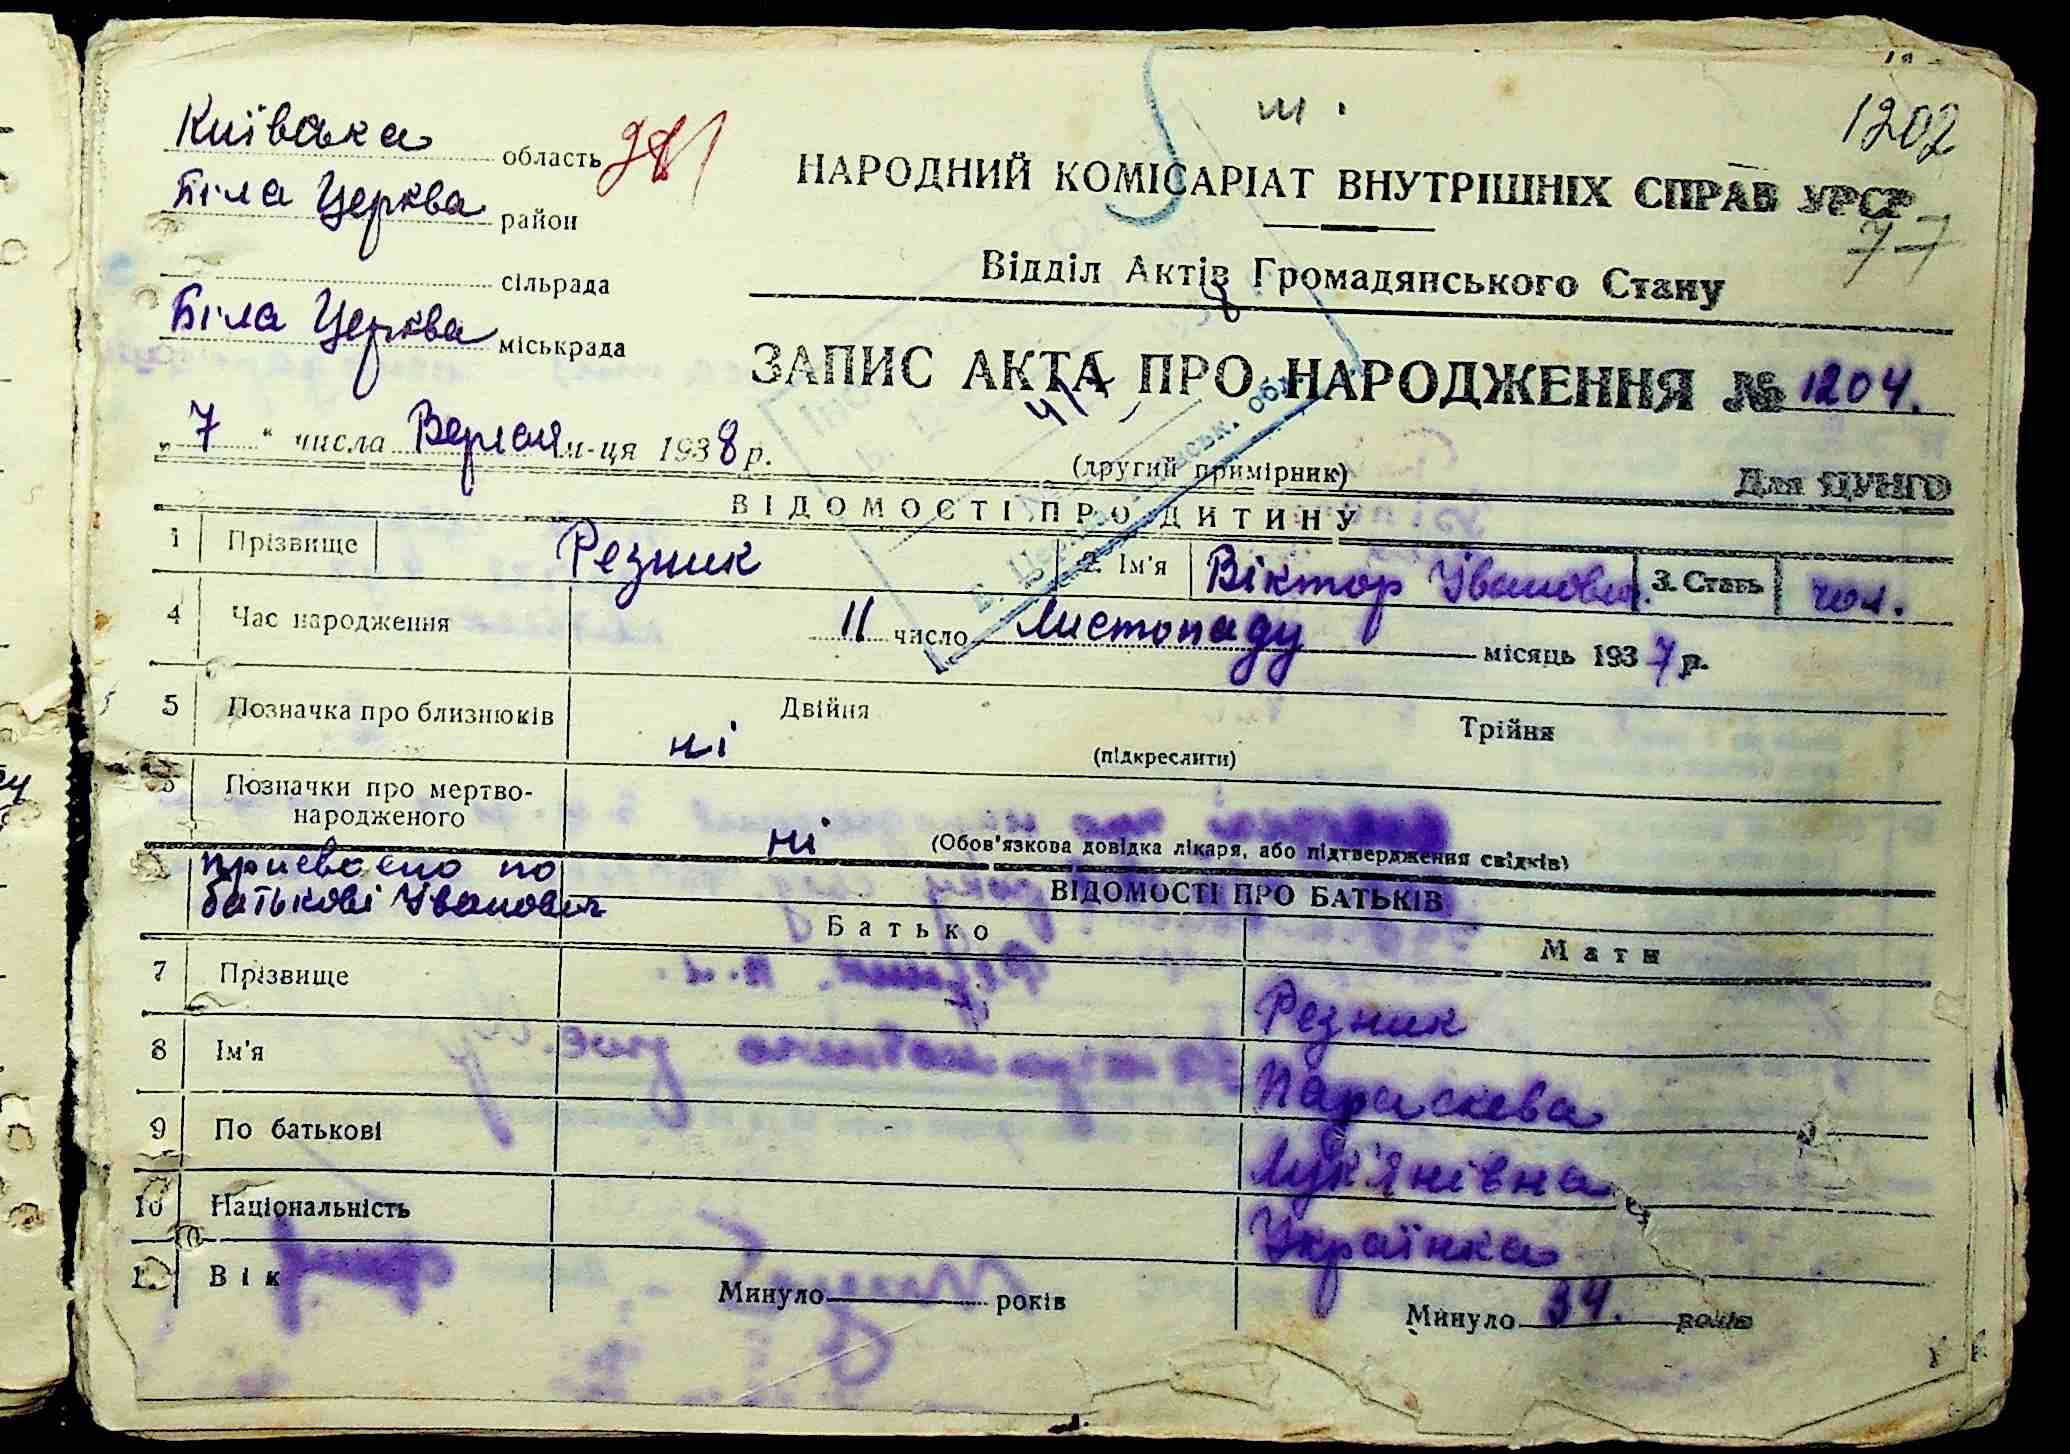 1202
Київська область 281
НАРОДНИЙ КОМІСАРІАТ ВНУТРІШНІХ СПРАВ УРСР
Біла Церква район
77
Відділ Актів Громадянського Стану
сільрада
Біла Церква міськрада
ЗАПИС АКТА ПРО НАРОДЖЕННЯ № 1204.
„ 7 " числа м-ця 1938 р.
(другий примірник)
Для ЦУНГО
ВІДОМОСТІ ПРО ДИТИНУ
1 Прізвище Резник 2. Ім'я Віктор Іванович. 3. Стать чол.
4 Час народження 11 число Листопаду місяць 1937 р.
5 Позначка про близнюків ні Двійня Трійня
(підкреслити)
6 Позначки про мертво-
народженого ні (Обов'язкова довідка лікаря, або підтвердження свідків)
присвоєно по
батькові Іванович
ВІДОМОСТІ ПРО БАТЬКІВ
Батько Мати
7 Прізвище Резник
8 Ім'я Параскева
9 По батькові Лук'янівна
10 Національність Українка
11 Вік Минуло років Минуло 34. років